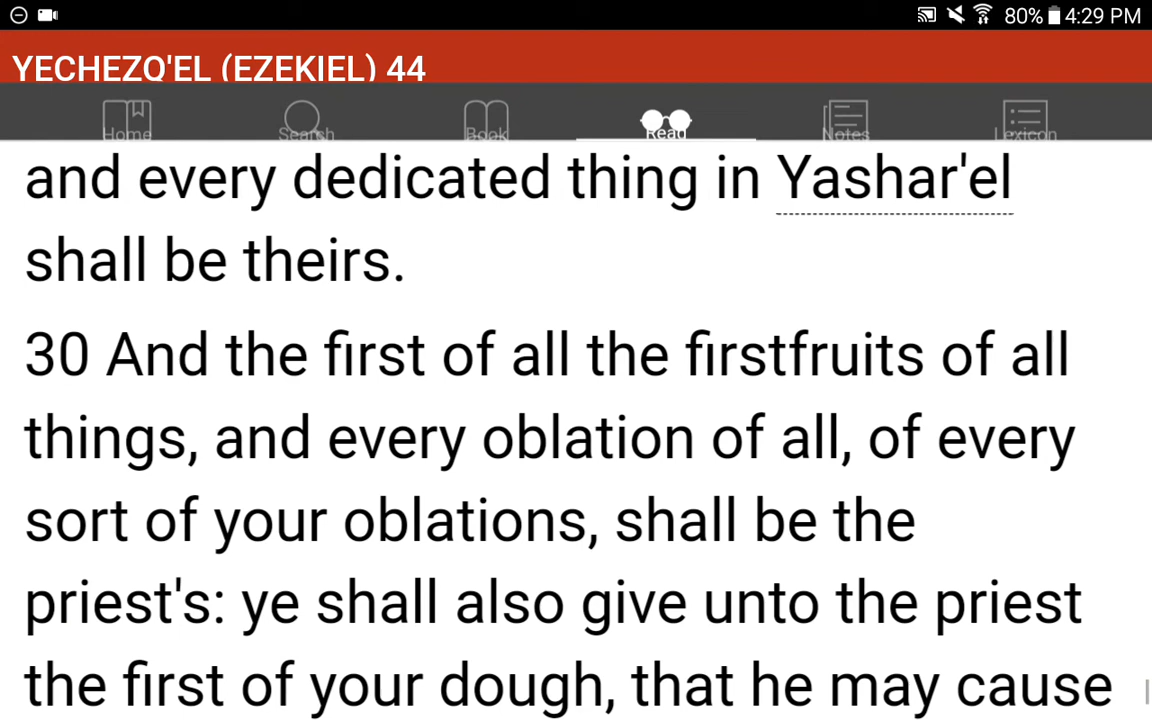 80% 4:29 PM
YECHEZQ'EL (EZEKIEL) 44
Home Search Book Read Notes Lexicon
and every dedicated thing in Yashar'el
shall be theirs.
30 And the first of all the firstfruits of all
things, and every oblation of all, of every
sort of your oblations, shall be the
priest's: ye shall also give unto the priest
the first of your dough, that he may cause